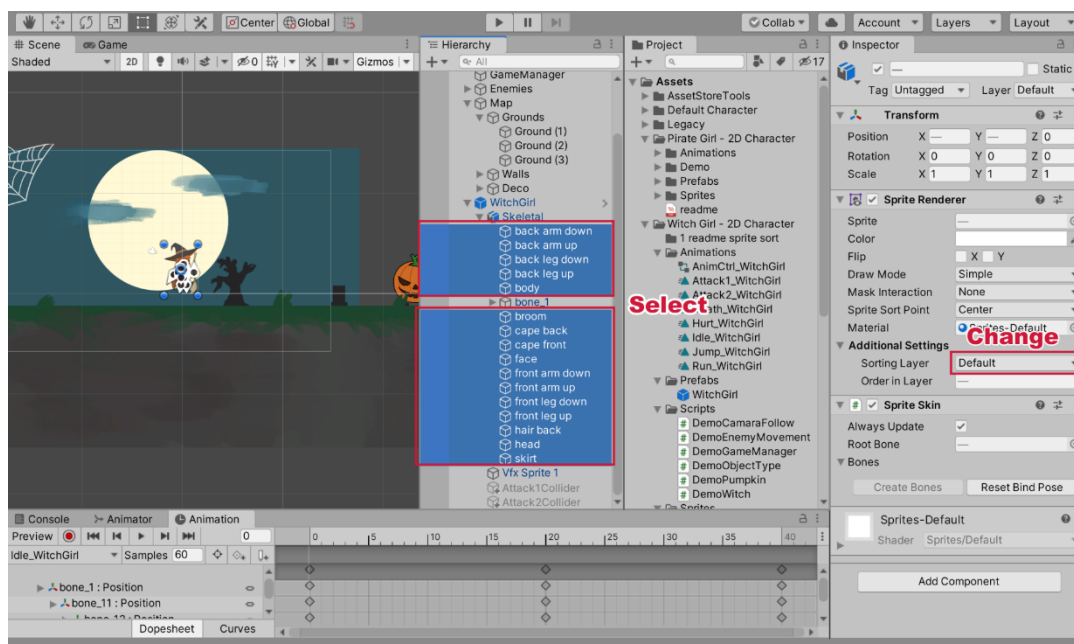 Center
Global
Collab
Account
Layers
Layout
Scene
Game
Shaded
2D
0
Gizmos
Hierarchy
All
GameManager
Enemies
Map
Grounds
Ground (1)
Ground (2)
Ground (3)
Walls
Deco
WitchGirl
Skeletal
back arm down
back arm up
back leg down
back leg up
body
bone_1
broom
cape back
cape front
face
front arm down
front arm up
front leg down
front leg up
hair back
head
skirt
Vfx Sprite 1
Attack1Collider
Attack2Collider
Select
Project
17
Assets
AssetStoreTools
Default Character
Legacy
Pirate Girl - 2D Character
Animations
Demo
Prefabs
Sprites
readme
Witch Girl - 2D Character
1 readme sprite sort
Animations
AnimCtrl_WitchGirl
Attack1_WitchGirl
Attack2_WitchGirl
ath_WitchGirl
Hurt_WitchGirl
Idle_WitchGirl
Jump_WitchGirl
Run_WitchGirl
Prefabs
WitchGirl
Scripts
DemoCamaraFollow
DemoEnemyMovement
DemoGameManager
DemoObjectType
DemoPumpkin
DemoWitch
Sprites
Inspector
— Static
Tag Untagged Layer Default
Transform
Position X — Y — Z 0
Rotation X 0 Y 0 Z 0
Scale X 1 Y 1 Z 1
Sprite Renderer
Sprite —
Color
Flip X Y
Draw Mode Simple
Mask Interaction None
Sprite Sort Point Center
Material Sprites-Default
Change
Additional Settings
Sorting Layer Default
Order in Layer —
Sprite Skin
Always Update
Root Bone —
Bones
Create Bones Reset Bind Pose
Sprites-Default
Shader Sprites/Default
Add Component
Console Animator Animation
Preview 0
0 5 10 15 20 25 30 35 40
Idle_WitchGirl Samples 60
bone_1 : Position
bone_11 : Position
bone_12 : Position
Dopesheet Curves